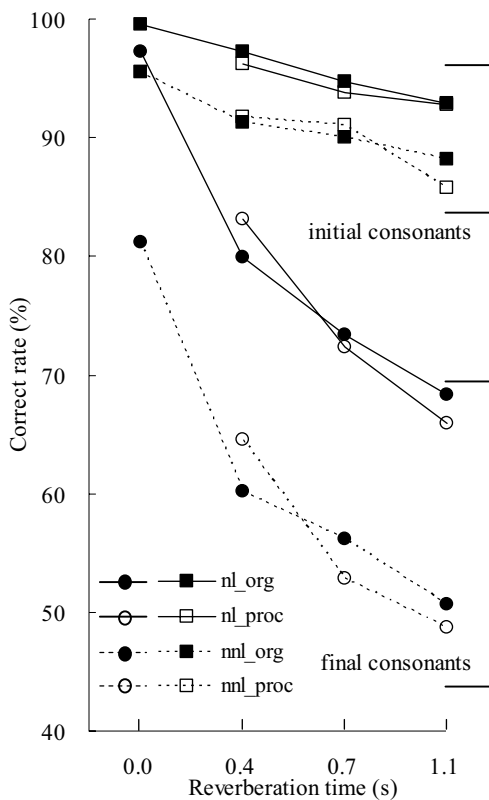 100
90
80
70
60
50
40
Correct rate (%)
initial consonants
final consonants
nl_org
nl_proc
nnl_org
nnl_proc
0.0 0.4 0.7 1.1
Reverberation time (s)